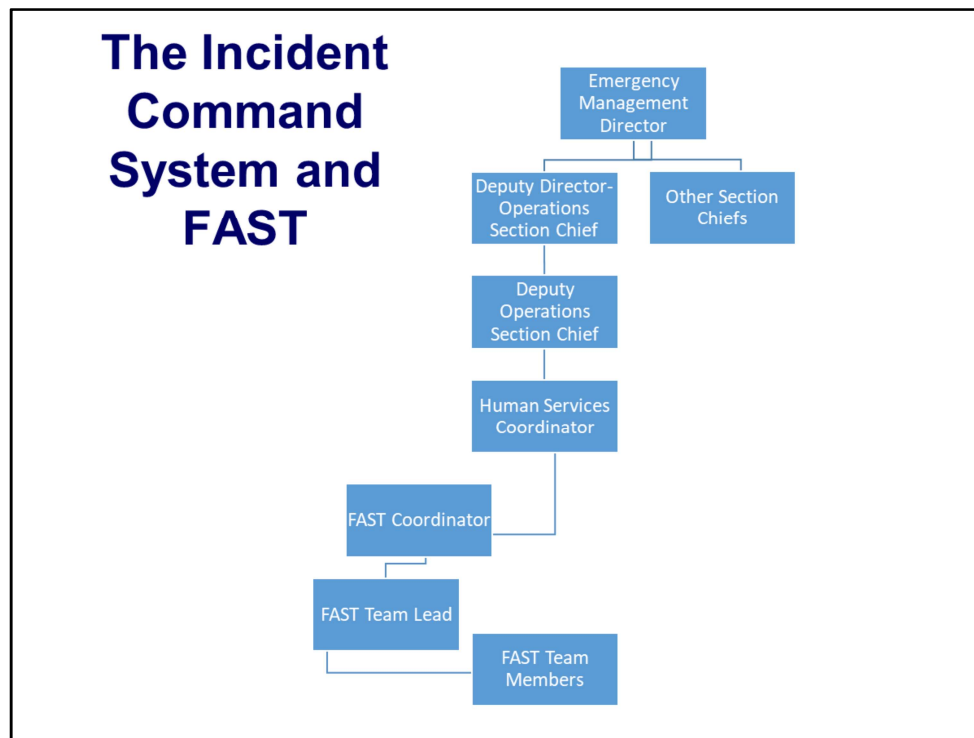 The Incident
Command
System and
FAST
Emergency
Management
Director
Deputy Director-
Operations
Section Chief
Other Section
Chiefs
Deputy
Operations
Section Chief
Human Services
Coordinator
FAST Coordinator
FAST Team Lead
FAST Team
Members